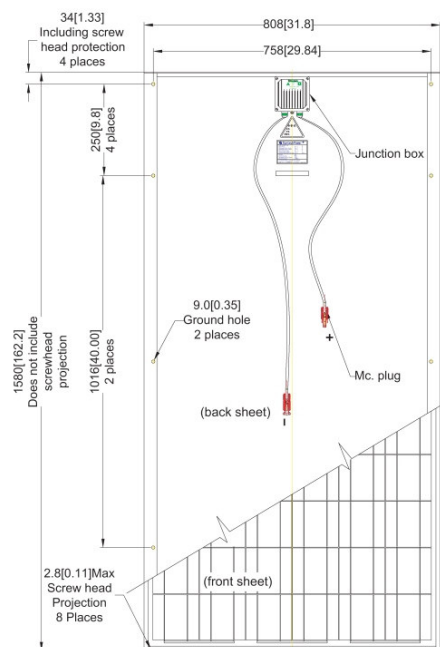 808[31.8]
34[1.33]
Including screw
head protection
4 places
758[29.84]
250[9.8]
4 places
Junction box
9.0[0.35]
Ground hole
2 places
1580[162.2]
Does not include
screwhead
projection
1016[40.00]
2 places
+
Mc. plug
(back sheet)
-
2.8[0.11]Max
Screw head
Projection
8 Places
(front sheet)